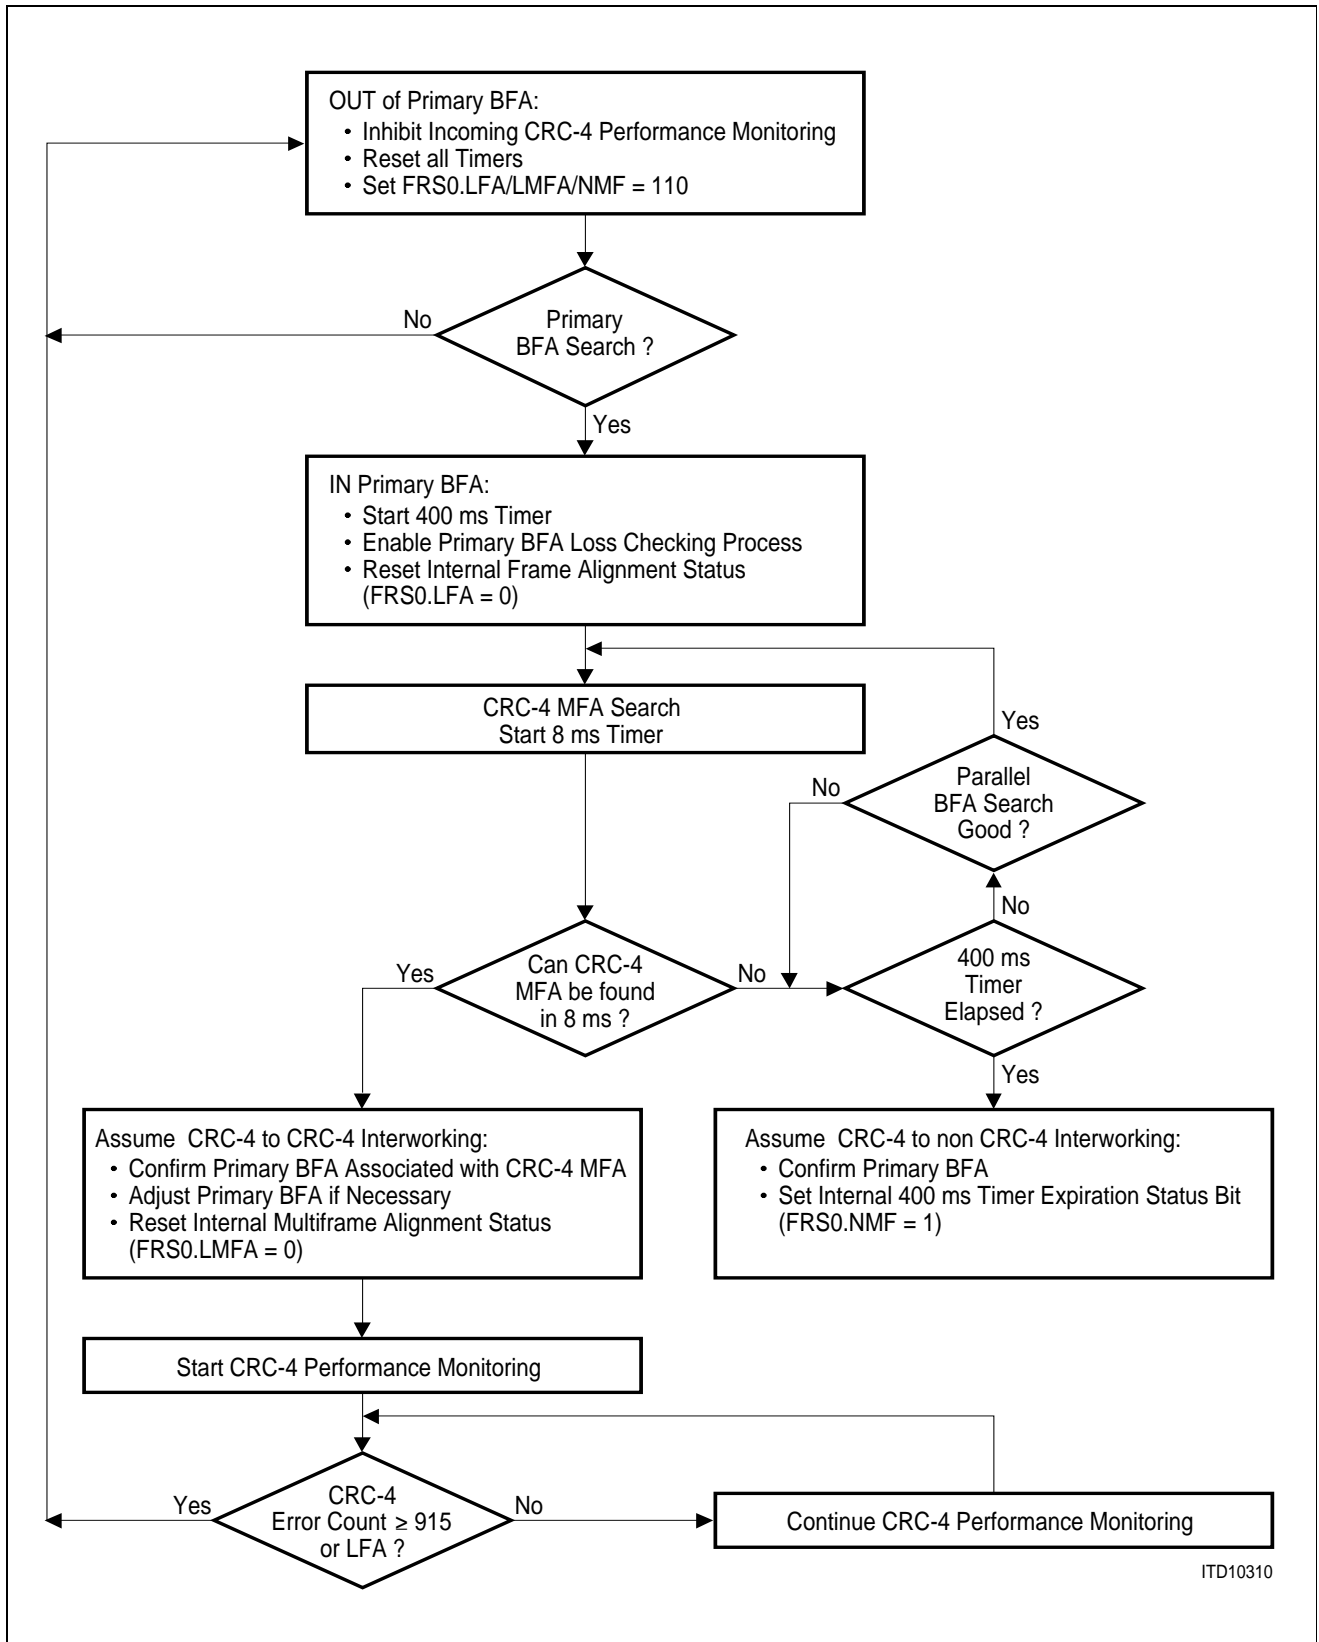 OUT of Primary BFA:
• Inhibit Incoming CRC-4 Performance Monitoring
• Reset all Timers
• Set FRS0.LFA/LMFA/NMF = 110
No
Primary
BFA Search ?
Yes
IN Primary BFA:
• Start 400 ms Timer
• Enable Primary BFA Loss Checking Process
• Reset Internal Frame Alignment Status
(FRS0.LFA = 0)
CRC-4 MFA Search
Start 8 ms Timer
Yes
No
Parallel
BFA Search
Good ?
No
Yes
Can CRC-4
MFA be found
in 8 ms ?
No
400 ms
Timer
Elapsed ?
Yes
Assume CRC-4 to CRC-4 Interworking:
• Confirm Primary BFA Associated with CRC-4 MFA
• Adjust Primary BFA if Necessary
• Reset Internal Multiframe Alignment Status
(FRS0.LMFA = 0)
Assume CRC-4 to non CRC-4 Interworking:
• Confirm Primary BFA
• Set Internal 400 ms Timer Expiration Status Bit
(FRS0.NMF = 1)
Start CRC-4 Performance Monitoring
Yes
CRC-4
Error Count ≥ 915
or LFA ?
No
Continue CRC-4 Performance Monitoring
ITD10310